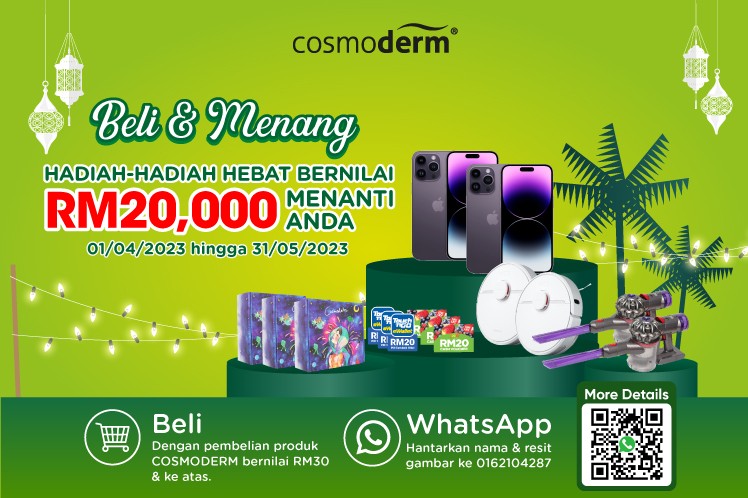 cosmoderm®
Beli & Menang
HADIAH-HADIAH HEBAT BERNILAI
RM20,000 MENANTI
ANDA
01/04/2023 hingga 31/05/2023
RM20
RM20
More Details
Beli
Dengan pembelian produk
COSMODERM bernilai RM30
& ke atas.
WhatsApp
Hantarkan nama & resit
gambar ke 0162104287